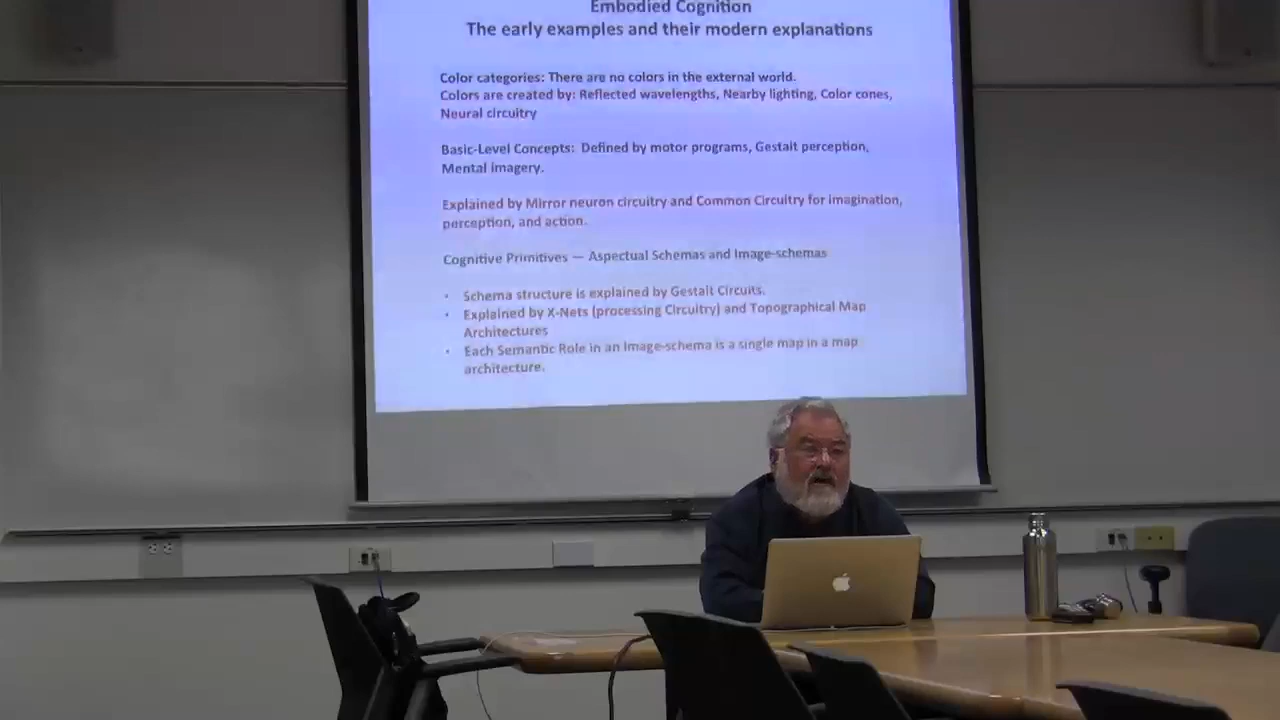 Embodied Cognition
The early examples and their modern explanations
Color categories: There are no colors in the external world.
Colors are created by: Reflected wavelengths, Nearby lighting, Color cones,
Neural circuitry
Basic-Level Concepts: Defined by motor programs, Gestalt perception,
Mental imagery.
Explained by Mirror neuron circuitry and Common Circuitry for imagination,
perception, and action.
Cognitive Primitives — Aspectual Schemas and Image-schemas
• Schema structure is explained by Gestalt Circuits.
• Explained by X-Nets (processing Circuitry) and Topographical Map
Architectures
• Each Semantic Role in an Image-schema is a single map in a map
architecture.